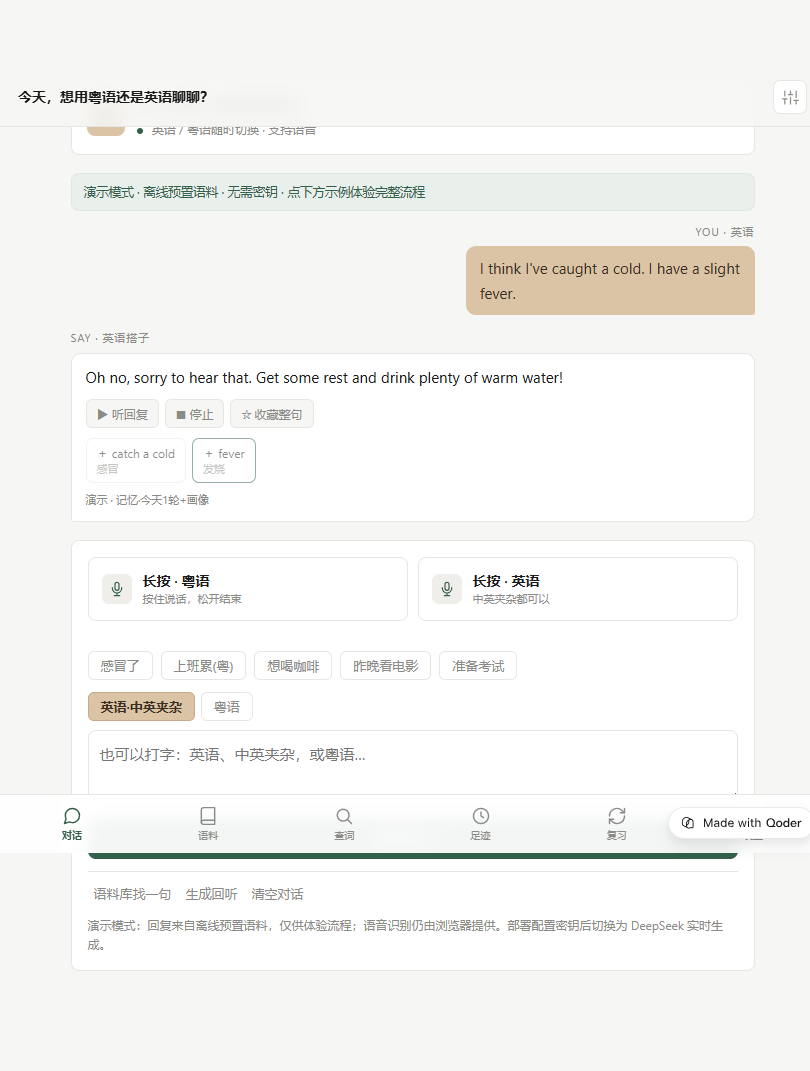 今天，想用粤语还是英语聊聊？
英语 / 粤语随时切换 · 支持语音
演示模式 · 离线预置语料 · 无需密钥 · 点下方示例体验完整流程
YOU · 英语
I think I've caught a cold. I have a slight
fever.
SAY · 英语搭子
Oh no, sorry to hear that. Get some rest and drink plenty of warm water!
▶ 听回复 ■ 停止 ☆ 收藏整句
+ catch a cold + fever
感冒 发烧
演示 · 记忆·今天1轮+画像
长按 · 粤语 长按 · 英语
按住说话，松开结束 中英夹杂都可以
感冒了 上班累(粤) 想喝咖啡 昨晚看电影 准备考试
英语·中英夹杂 粤语
也可以打字：英语、中英夹杂，或粤语...
对话 语料 查词 足迹 复习 Made with Qoder
语料库找一句 生成回听 清空对话
演示模式：回复来自离线预置语料，仅供体验流程；语音识别仍由浏览器提供。部署配置密钥后切换为 DeepSeek 实时生
成。